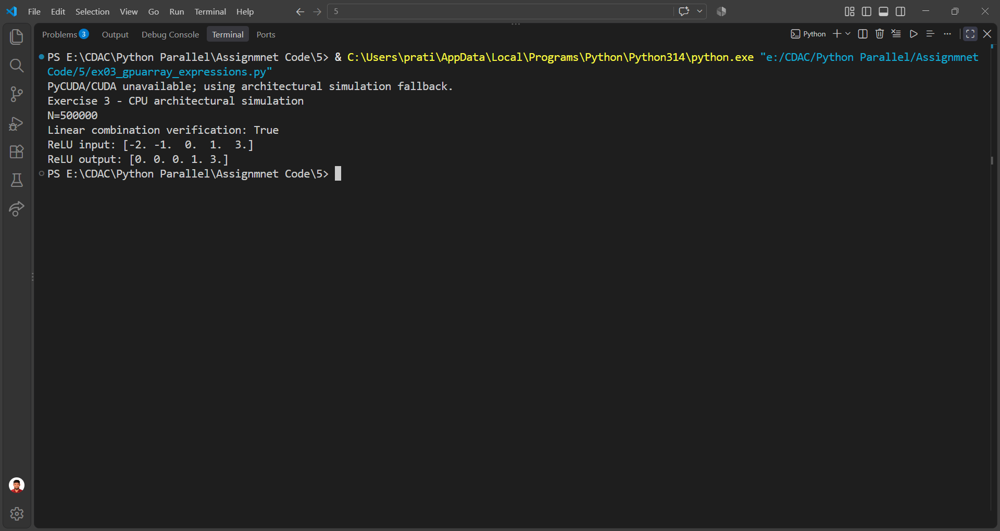 File Edit Selection View Go Run Terminal Help 5
Problems 3 Output Debug Console Terminal Ports Python
PS E:\CDAC\Python Parallel\Assignmnet Code\5> & C:\Users\prati\AppData\Local\Programs\Python\Python314\python.exe "e:/CDAC/Python Parallel/Assignmnet
Code/5/ex03_gpuarray_expressions.py"
PyCUDA/CUDA unavailable; using architectural simulation fallback.
Exercise 3 - CPU architectural simulation
N=500000
Linear combination verification: True
ReLU input: [-2. -1.  0.  1.  3.]
ReLU output: [0. 0. 0. 1. 3.]
PS E:\CDAC\Python Parallel\Assignmnet Code\5>